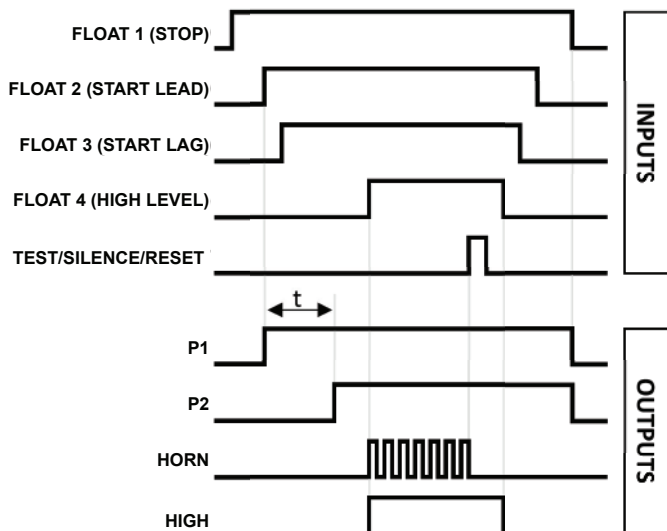 FLOAT 1 (STOP)
FLOAT 2 (START LEAD)
FLOAT 3 (START LAG)
FLOAT 4 (HIGH LEVEL)
TEST/SILENCE/RESET
INPUTS
t
P1
P2
HORN
HIGH
OUTPUTS